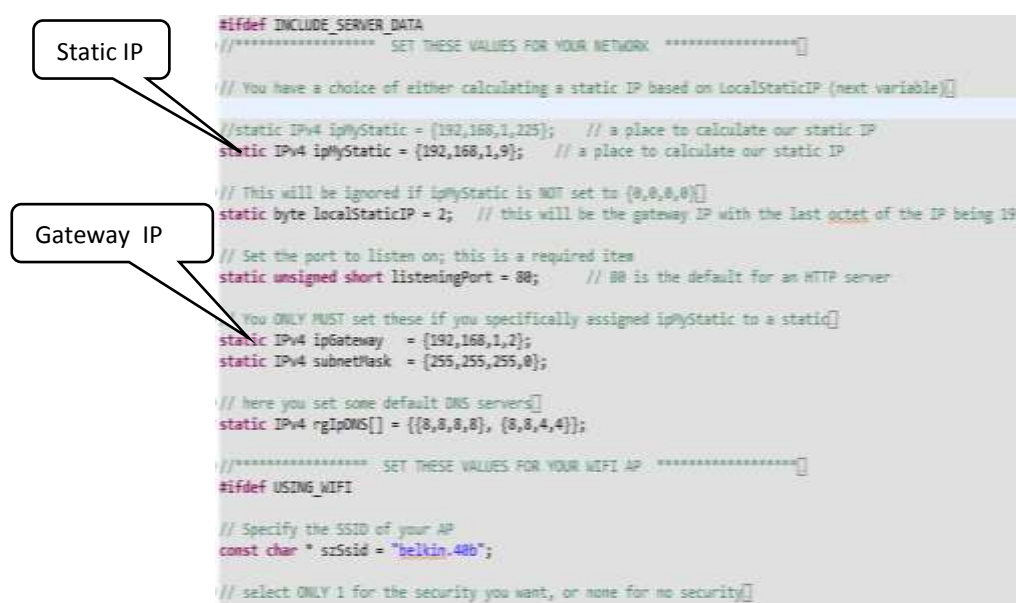 #ifdef INCLUDE_SERVER_DATA
//******************* SET THESE VALUES FOR YOUR NETWORK ******************
Static IP
// You have a choice of either calculating a static IP based on LocalStaticIP (next variable)
//static IPv4 ipMyStatic = {192,168,1,225}; // a place to calculate our static IP
static IPv4 ipMyStatic = {192,168,1,9}; // a place to calculate our static IP
// This will be ignored if ipMyStatic is NOT set to {0,0,0,0}
static byte localStaticIP = 2; // this will be the gateway IP with the last octet of the IP being 19
Gateway IP
// Set the port to listen on; this is a required item
static unsigned short listeningPort = 80; // 80 is the default for an HTTP server
// You ONLY MUST set these if you specifically assigned ipMyStatic to a static
static IPv4 ipGateway = {192,168,1,2};
static IPv4 subnetMask = {255,255,255,0};
// here you set some default DNS servers
static IPv4 rgIpDNS[] = {{8,8,8,8}, {8,8,4,4}};
//****************** SET THESE VALUES FOR YOUR WIFI AP *******************
#ifdef USING_WIFI
// Specify the SSID of your AP
const char * szSsid = "belkin.40b";
// select ONLY 1 for the security you want, or none for no security